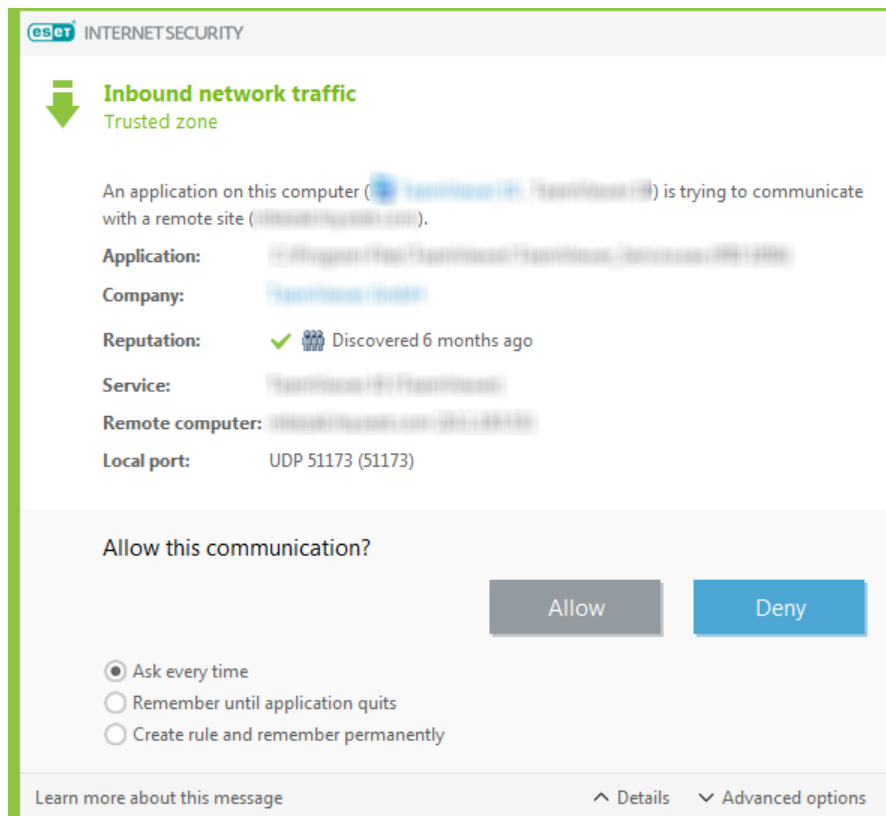 eset INTERNET SECURITY
Inbound network traffic
Trusted zone
An application on this computer ( ) is trying to communicate
with a remote site ( ).
Application:
Company:
Reputation: Discovered 6 months ago
Service:
Remote computer:
Local port: UDP 51173 (51173)
Allow this communication?
Allow Deny
Ask every time
Remember until application quits
Create rule and remember permanently
Learn more about this message Details Advanced options